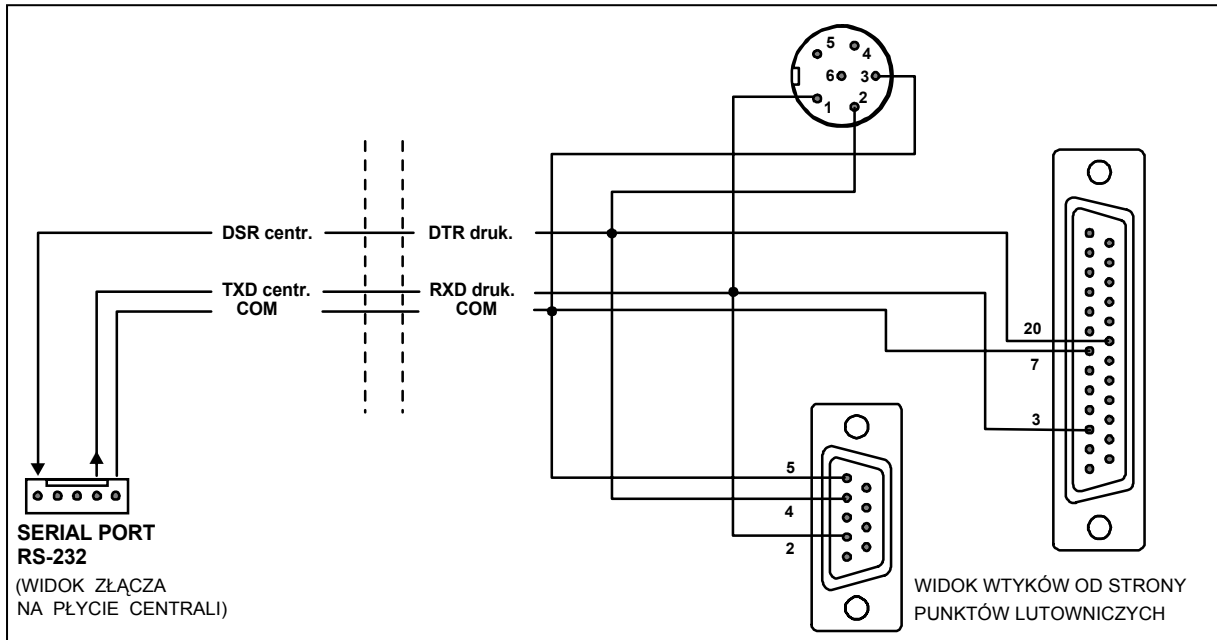 5
4
6
3
1
2
DSR centr.
DTR druk.
TXD centr.
RXD druk.
COM
COM
20
7
3
5
4
2
SERIAL PORT
RS-232
(WIDOK ZŁĄCZA
NA PŁYCIE CENTRALI)
WIDOK WTYKÓW OD STRONY
PUNKTÓW LUTOWNICZYCH